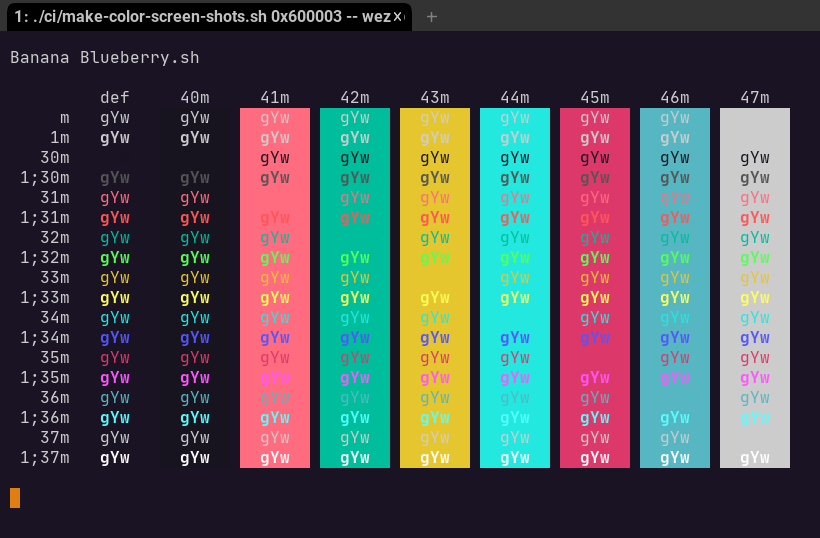 1: ./ci/make-color-screen-shots.sh 0x600003 -- wez
Banana Blueberry.sh
def 40m 41m 42m 43m 44m 45m 46m 47m
m gYw gYw gYw gYw gYw gYw gYw gYw
1m gYw gYw gYw gYw gYw gYw gYw gYw
30m gYw gYw gYw gYw gYw gYw gYw
1;30m gYw gYw gYw gYw gYw gYw gYw gYw gYw
31m gYw gYw gYw gYw gYw gYw gYw gYw
1;31m gYw gYw gYw gYw gYw gYw gYw gYw gYw
32m gYw gYw gYw gYw gYw gYw gYw gYw
1;32m gYw gYw gYw gYw gYw gYw gYw gYw gYw
33m gYw gYw gYw gYw gYw gYw gYw gYw
1;33m gYw gYw gYw gYw gYw gYw gYw gYw gYw
34m gYw gYw gYw gYw gYw gYw gYw gYw
1;34m gYw gYw gYw gYw gYw gYw gYw gYw gYw
35m gYw gYw gYw gYw gYw gYw gYw gYw
1;35m gYw gYw gYw gYw gYw gYw gYw gYw gYw
36m gYw gYw gYw gYw gYw gYw gYw gYw
1;36m gYw gYw gYw gYw gYw gYw gYw gYw gYw
37m gYw gYw gYw gYw gYw gYw gYw gYw
1;37m gYw gYw gYw gYw gYw gYw gYw gYw gYw